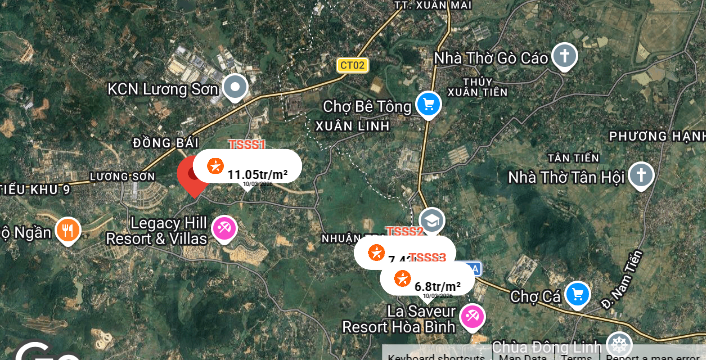 TT. XUÂN MAI
CT02
Nhà Thờ Gò Cáo
KCN Lương Sơn
THỦY
XUÂN TIÊN
Chợ Bê Tông
XUÂN LINH
PHƯƠNG HẠNH
ĐỒNG BÁI
TSSS1
11.05tr/m²
TÂN TIẾN
LƯƠNG SƠN
Nhà Thờ Tân Hội
TIỂU KHU 9
ộ Ngần
Legacy Hill
Resort & Villas
TSSS2
NHUẬN
TSSS3
6.8tr/m²
Đ. Nam Tiến
Chợ Cá
La Saveur
Resort Hòa Bình
Chùa Đồng Linh
Keyboard shortcuts
Map Data
Terms
Report a map error